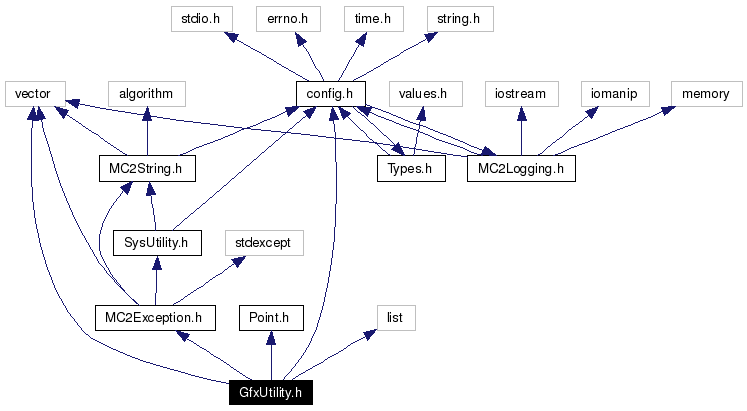 stdio.h
errno.h
time.h
string.h
vector
algorithm
config.h
values.h
iostream
iomanip
memory
MC2String.h
Types.h
MC2Logging.h
SysUtility.h
stdexcept
MC2Exception.h
Point.h
list
GfxUtility.h